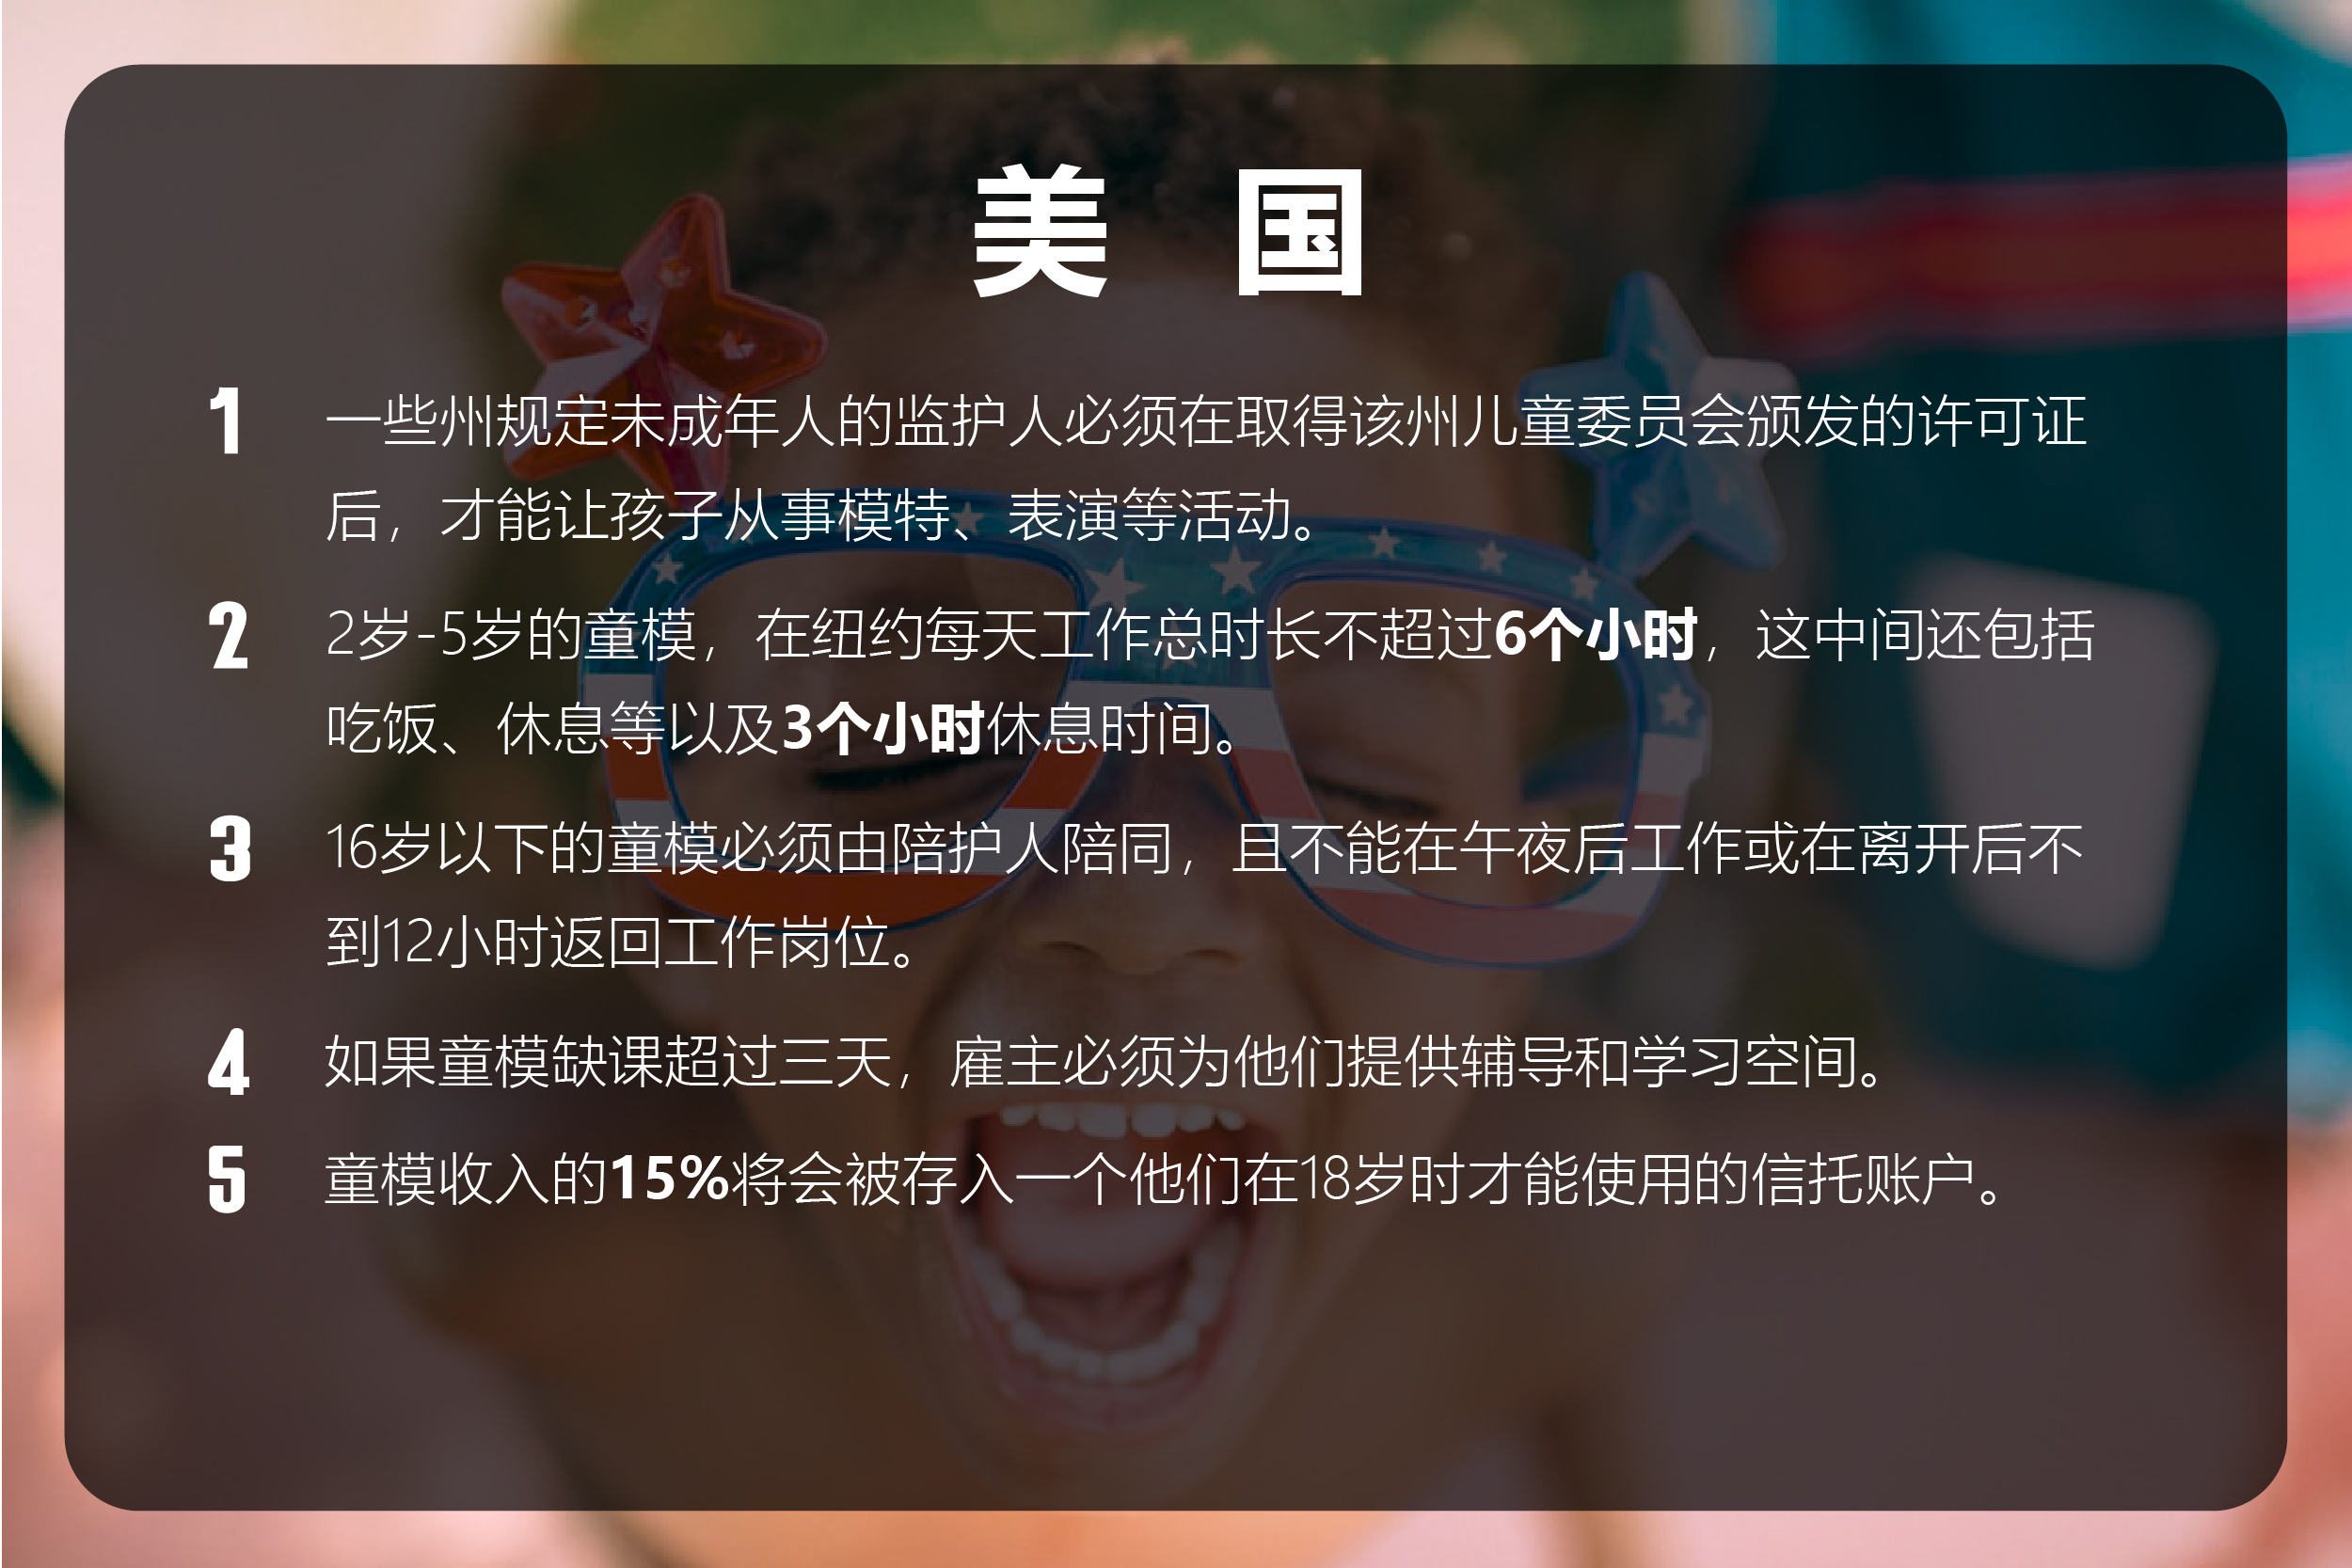 美 国
1 一些州规定未成年人的监护人必须在取得该州儿童委员会颁发的许可证
后，才能让孩子从事模特、表演等活动。
2 2岁-5岁的童模，在纽约每天工作总时长不超过6个小时，这中间还包括
吃饭、休息等以及3个小时休息时间。
3 16岁以下的童模必须由陪护人陪同，且不能在午夜后工作或在离开后不
到12小时返回工作岗位。
4 如果童模缺课超过三天，雇主必须为他们提供辅导和学习空间。
5 童模收入的15%将会被存入一个他们在18岁时才能使用的信托账户。